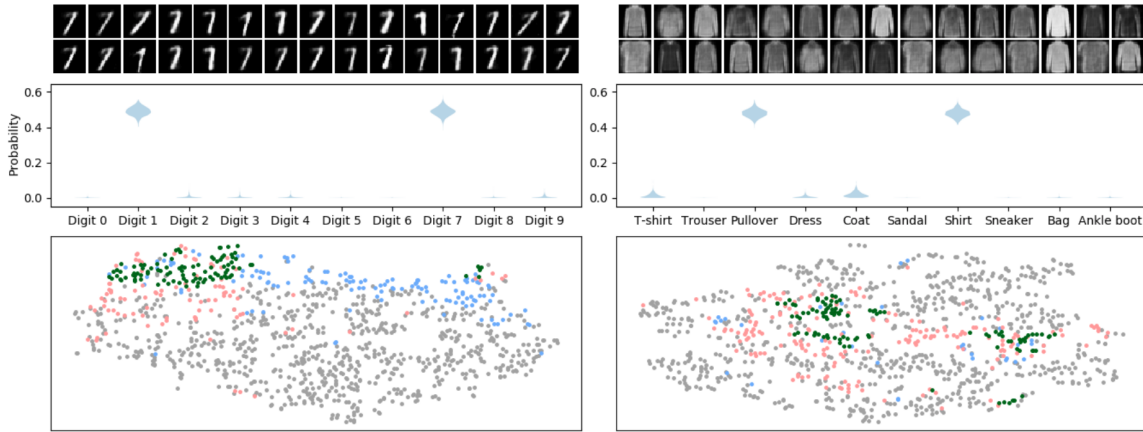 0.6
0.4
0.2
0.0
Probability
Digit 0 Digit 1 Digit 2 Digit 3 Digit 4 Digit 5 Digit 6 Digit 7 Digit 8 Digit 9
0.6
0.4
0.2
0.0
T-shirt Trouser Pullover Dress Coat Sandal Shirt Sneaker Bag Ankle boot